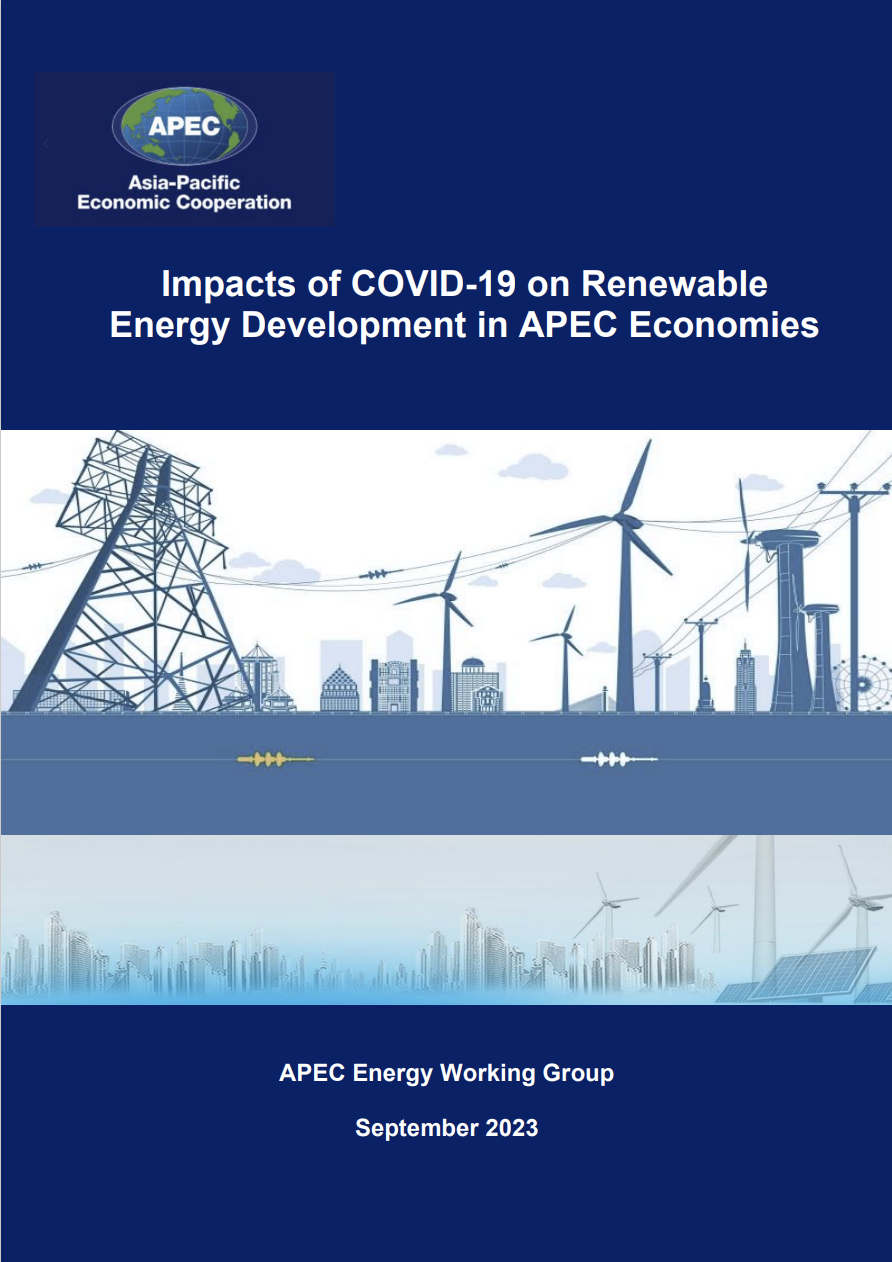 APEC
Asia-Pacific
Economic Cooperation
Impacts of COVID-19 on Renewable
Energy Development in APEC Economies
APEC Energy Working Group
September 2023